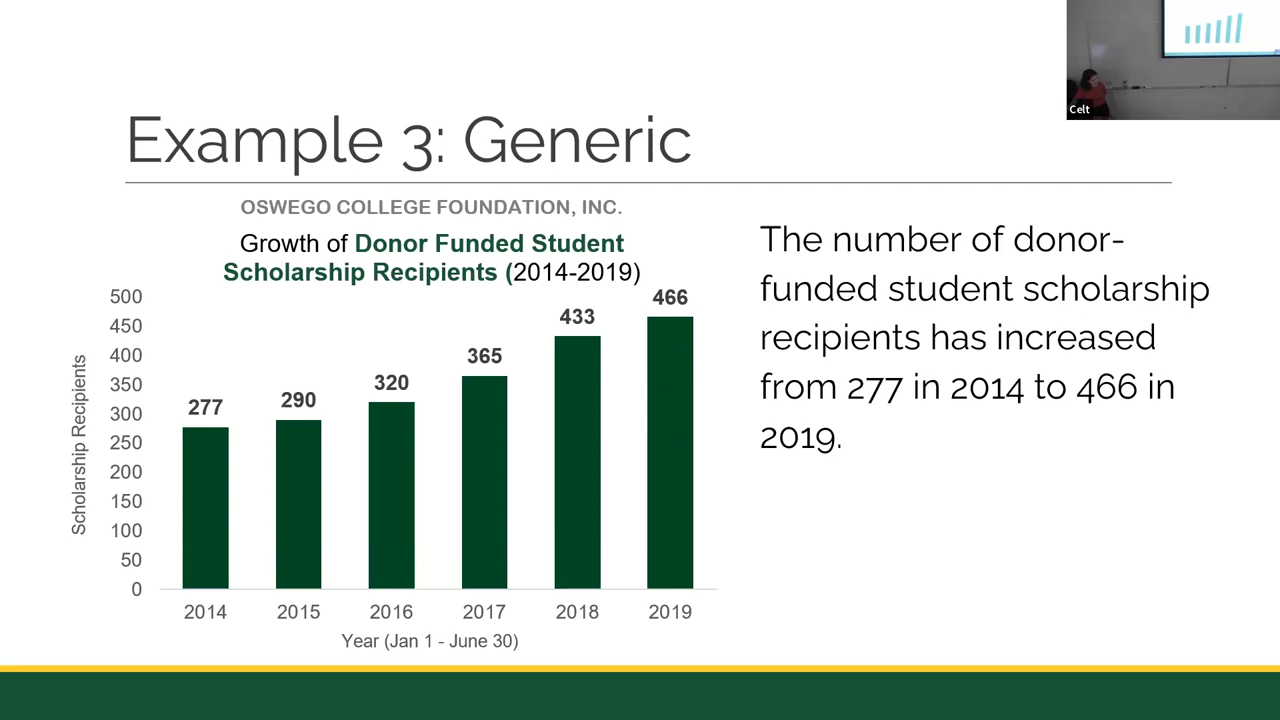 Celt
Example 3: Generic
OSWEGO COLLEGE FOUNDATION, INC.
Growth of Donor Funded Student
Scholarship Recipients (2014-2019)
500
450
400
350
300
250
200
150
100
50
0
Scholarship Recipients
277
290
320
365
433
466
2014
2015
2016
2017
2018
2019
Year (Jan 1 - June 30)
The number of donor-
funded student scholarship
recipients has increased
from 277 in 2014 to 466 in
2019.